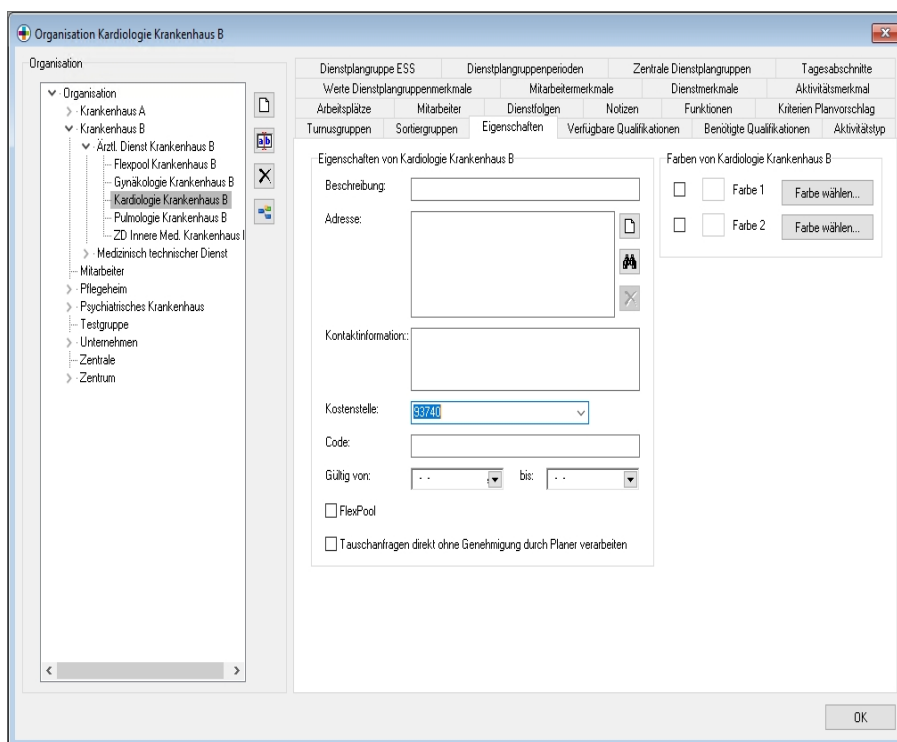 Organisation Kardiologie Krankenhaus B
Organisation
Organisation
Krankenhaus A
Krankenhaus B
Ärztl. Dienst Krankenhaus B
Flexpool Krankenhaus B
Gynäkologie Krankenhaus B
Kardiologie Krankenhaus B
Pulmologie Krankenhaus B
ZD Innere Med. Krankenhaus
Medizinisch technischer Dienst
Mitarbeiter
Pflegeheim
Psychiatrisches Krankenhaus
Testgruppe
Unternehmen
Zentrale
Zentrum
ab
Dienstplangruppe ESS Dienstplangruppenperioden Zentrale Dienstplangruppen Tagesabschnitte
Werte Dienstplangruppenmerkmale Mitarbeitermerkmale Dienstmerkmale Aktivitätsmerkmal
Arbeitsplätze Mitarbeiter Dienstfolgen Notizen Funktionen Kriterien Planvorschlag
Turnusgruppen Sortiergruppen Eigenschaften Verfügbare Qualifikationen Benötigte Qualifikationen Aktivitätstyp
Eigenschaften von Kardiologie Krankenhaus B
Beschreibung:
Adresse:
Kontaktinformation::
Kostenstelle: 93740
Code:
Gültig von: - - bis: - -
FlexPool
Tauschanfragen direkt ohne Genehmigung durch Planer verarbeiten
Farben von Kardiologie Krankenhaus B
Farbe 1 Farbe wählen...
Farbe 2 Farbe wählen...
OK